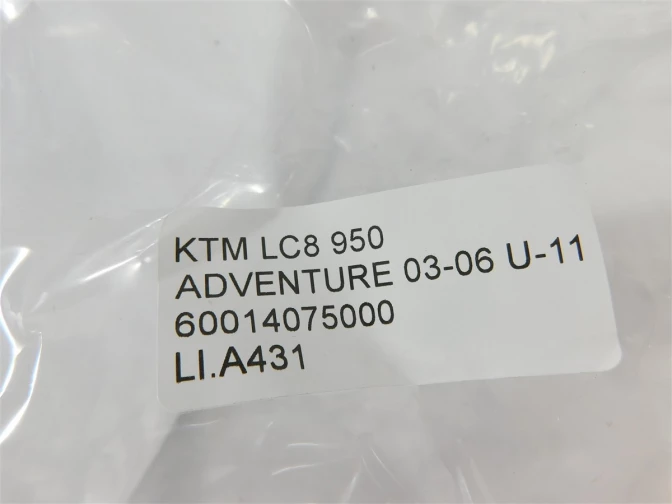 KTM LC8 950
ADVENTURE 03-06 U-11
60014075000
LI.A431